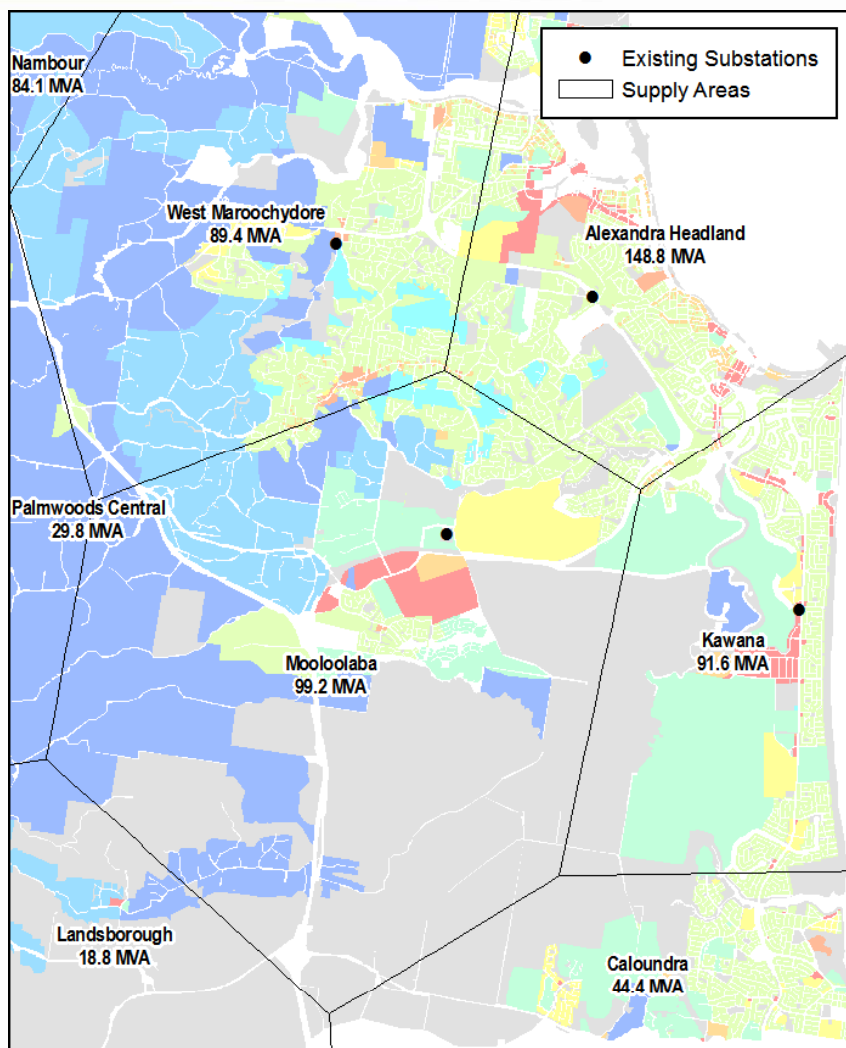 Nambour
84.1 MVA
Existing Substations
Supply Areas
West Maroochydore
89.4 MVA
Alexandra Headland
148.8 MVA
Palmwoods Central
29.8 MVA
Kawana
91.6 MVA
Mooloolaba
99.2 MVA
Landsborough
18.8 MVA
Caloundra
44.4 MVA